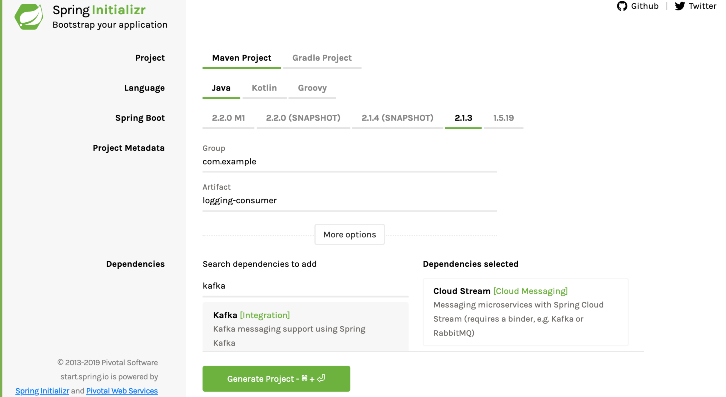 Spring Initializr
Bootstrap your application
Github
Twitter
Project
Maven Project
Gradle Project
Language
Java
Kotlin
Groovy
Spring Boot
2.2.0 M1
2.2.0 (SNAPSHOT)
2.1.4 (SNAPSHOT)
2.1.3
1.5.19
Project Metadata
Group
com.example
Artifact
logging-consumer
More options
Dependencies
Search dependencies to add
kafka
Kafka [Integration]
Kafka messaging support using Spring
Kafka
Dependencies selected
Cloud Stream [Cloud Messaging]
Messaging microservices with Spring Cloud
Stream (requires a binder, e.g. Kafka or
RabbitMQ)
Generate Project - ⌘ + ⏎
© 2013-2019 Pivotal Software
start.spring.io is powered by
Spring Initializr and Pivotal Web Services